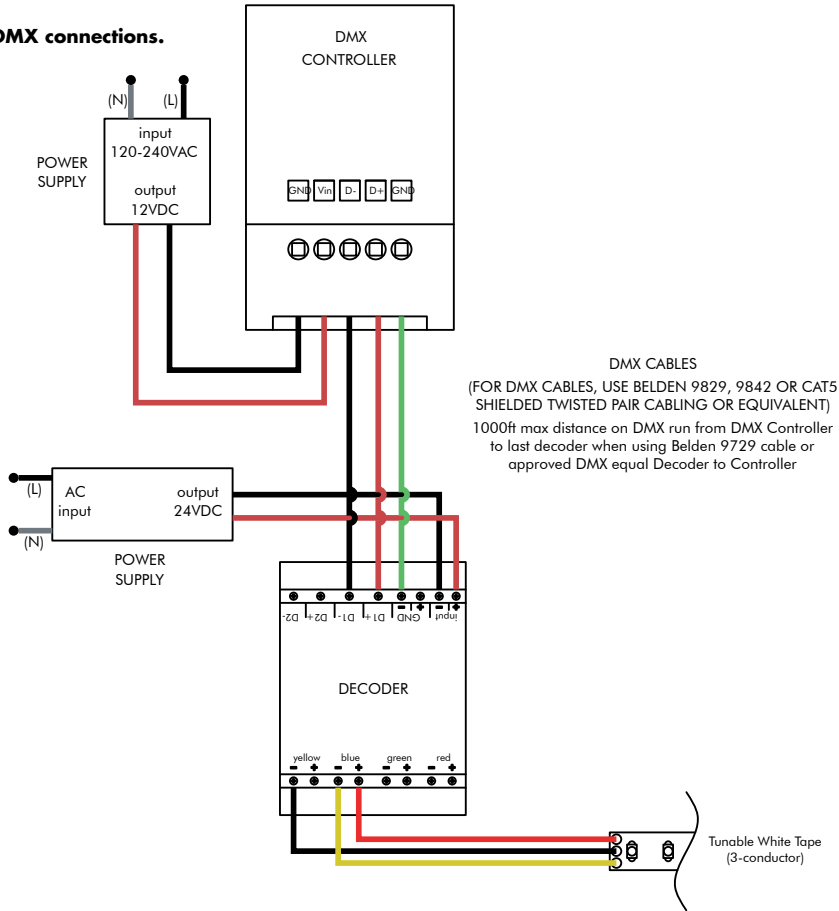 DMX connections.
DMX
CONTROLLER
(N)
(L)
input
120-240VAC
output
12VDC
POWER
SUPPLY
GND Vin D- D+ GND
DMX CABLES
(FOR DMX CABLES, USE BELDEN 9829, 9842 OR CAT5
SHIELDED TWISTED PAIR CABLING OR EQUIVALENT)
1000ft max distance on DMX run from DMX Controller
to last decoder when using Belden 9729 cable or
approved DMX equal Decoder to Controller
(L)
AC
input
output
24VDC
(N)
POWER
SUPPLY
D2- D2+ D1- D1+ GND input
- + - +
DECODER
yellow blue green red
- + - + - + - +
Tunable White Tape
(3-conductor)